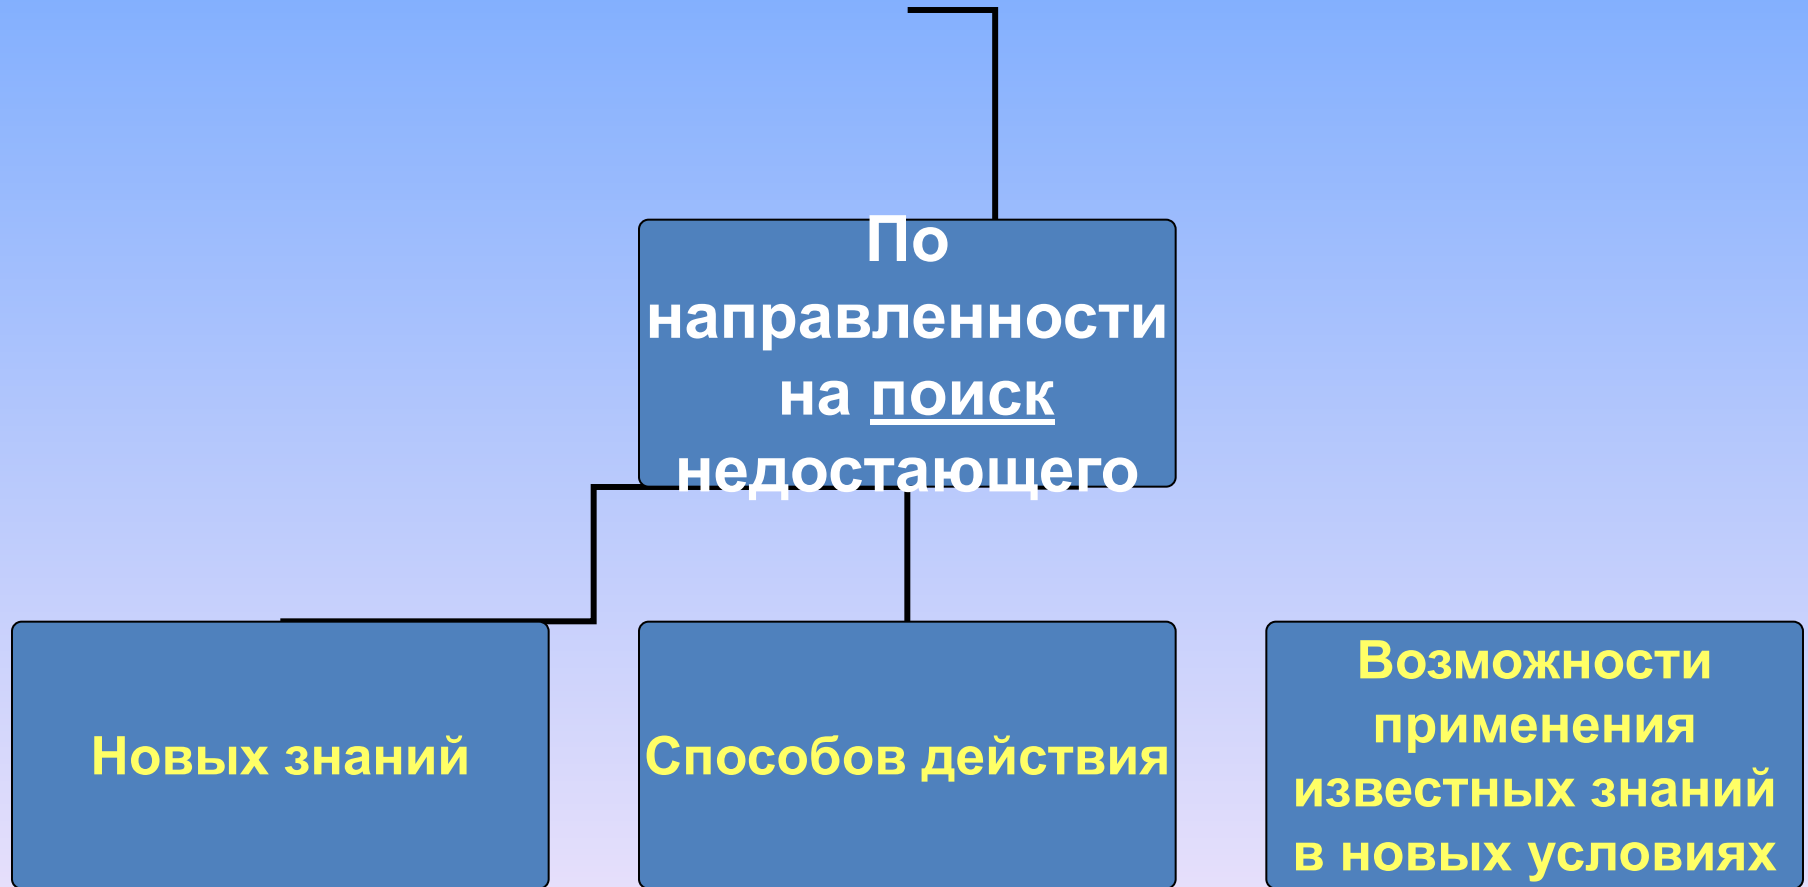 По
направленности
на поиск
недостающего
Новых знаний
Способов действия
Возможности
применения
известных знаний
в новых условиях